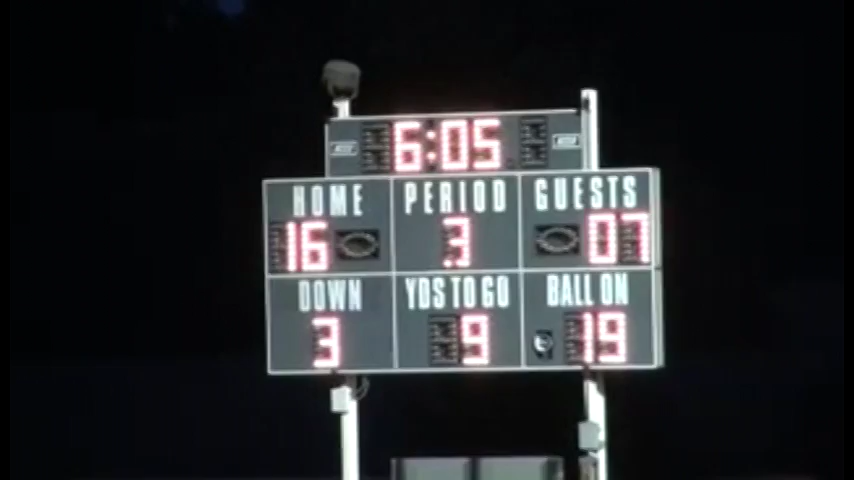 6:05
HOME PERIOD GUESTS
16 3 07
DOWN YDS TO GO BALL ON
3 9 19